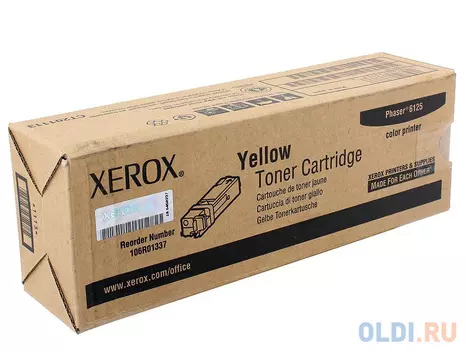 CT201113
XEROX
Reorder Number
106R01337
www.xerox.com/office
Yellow
Toner Cartridge
Cartouche de toner jaune
Cartuccia di toner giallo
Gelbe Tonerkartusche
Phaser® 6125
color printer
XEROX PRINTERS & SUPPLIES
MADE FOR EACH OTHER®
OLDI.RU